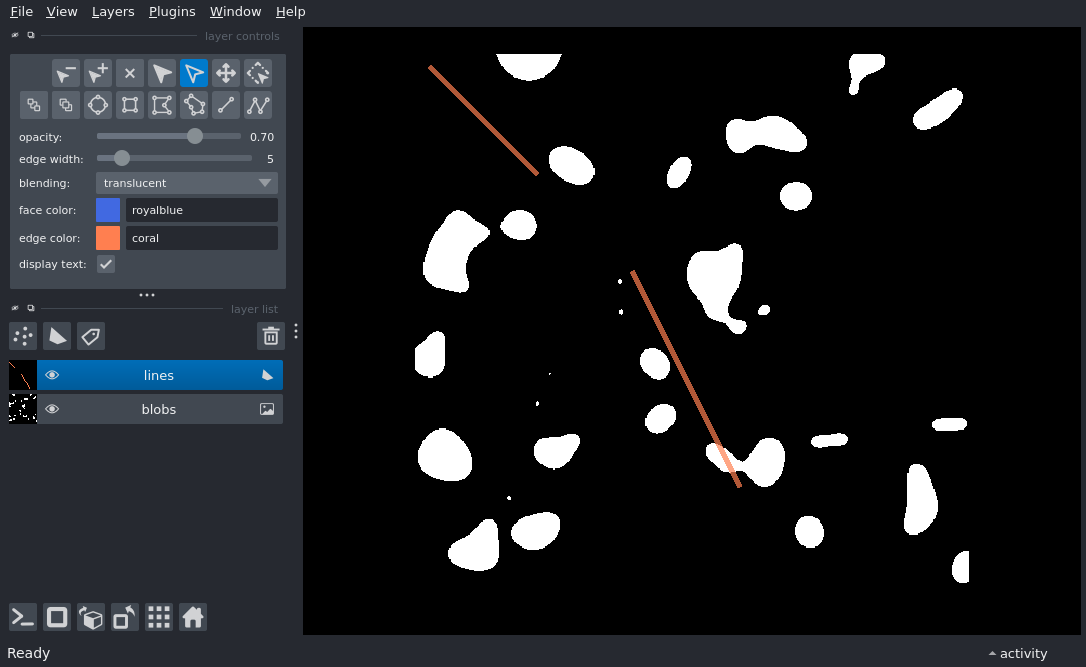 File View Layers Plugins Window Help
layer controls
opacity: 0.70
edge width: 5
blending: translucent
face color: royalblue
edge color: coral
display text:
layer list
lines
blobs
Ready
activity